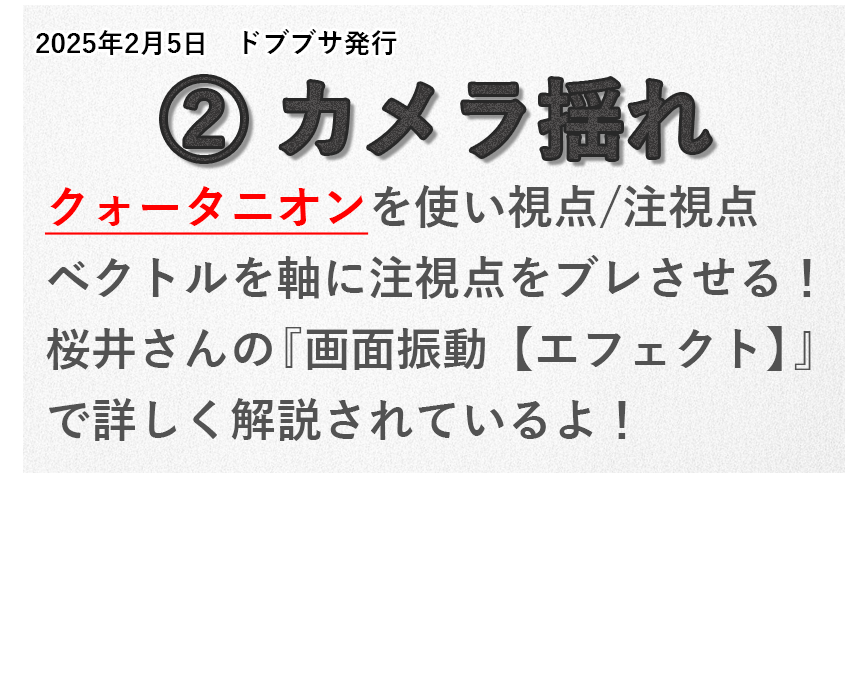 2025年2月5日　ドブブサ発行
② カメラ揺れ
クォータニオンを使い視点/注視点
ベクトルを軸に注視点をブレさせる！
桜井さんの『画面振動【エフェクト】』
で詳しく解説されているよ！